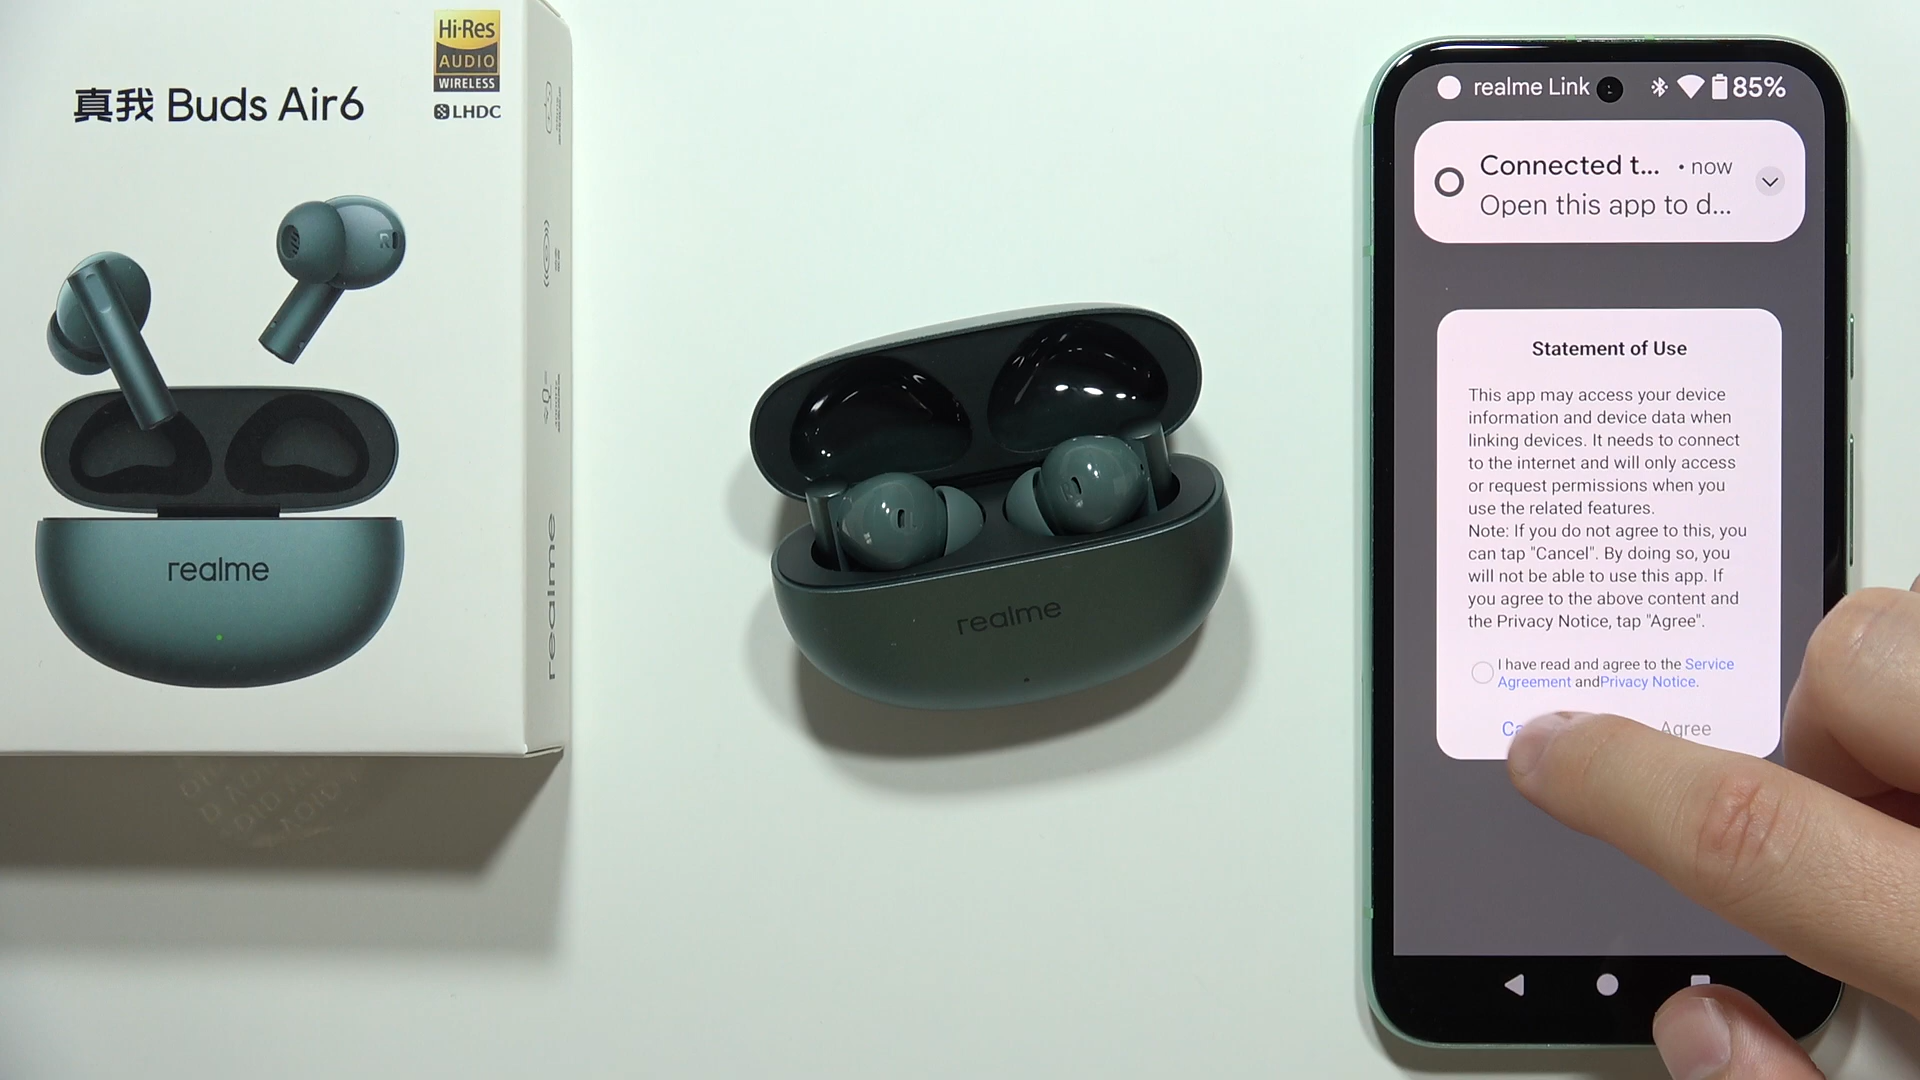 真我 Buds Air6
Hi-Res
AUDIO
WIRELESS
LHDC
R
realme
realme
realme
realme Link
85%
Connected t... • now
Open this app to d...
Statement of Use
This app may access your device
information and device data when
linking devices. It needs to connect
to the internet and will only access
or request permissions when you
use the related features.
Note: If you do not agree to this, you
can tap "Cancel". By doing so, you
will not be able to use this app. If
you agree to the above content and
the Privacy Notice, tap "Agree".
I have read and agree to the Service
Agreement andPrivacy Notice.
Ca
Agree